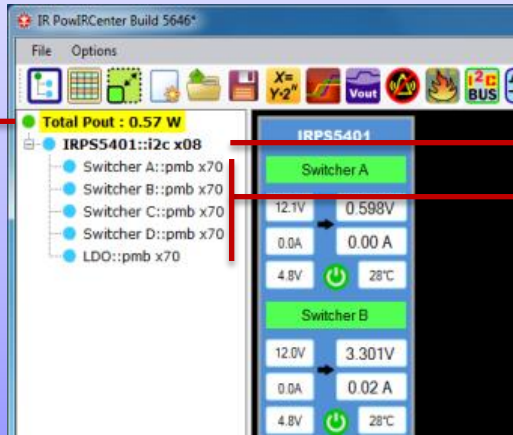 IR PowIRCenter Build 5646*
File Options
X=
Y·2"
Vout
I2C
BUS
Total Pout : 0.57 W
IRPS5401::i2c x08
Switcher A::pmb x70
Switcher B::pmb x70
Switcher C::pmb x70
Switcher D::pmb x70
LDO::pmb x70
IRPS5401
Switcher A
12.1V 0.598V
0.0A 0.00 A
4.8V 28°C
Switcher B
12.0V 3.301V
0.0A 0.02 A
4.8V 28°C